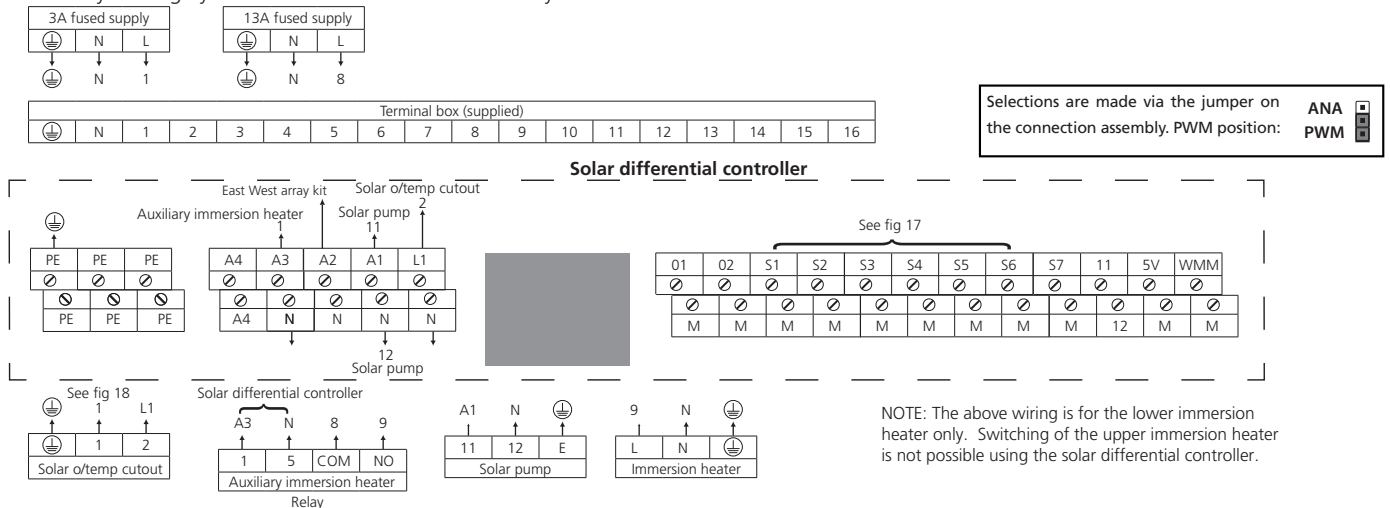 3A fused supply 13A fused supply
N L N L
N 1 N 8
Terminal box (supplied)
N 1 2 3 4 5 6 7 8 9 10 11 12 13 14 15 16
Selections are made via the jumper on
the connection assembly. PWM position:
ANA
PWM
Solar differential controller
East West array kit
Solar o/temp cutout
2
Auxiliary immersion heater
1
Solar pump
11
See fig 17
PE PE PE
PE PE PE
A4 A3 A2 A1 L1
A4 N N N N
12
Solar pump
01 02 S1 S2 S3 S4 S5 S6 S7 11 5V WMM
M M M M M M M M M 12 M M
See fig 18
1 L1
1 2
Solar o/temp cutout
Solar differential controller
A3 N 8 9
1 5 COM NO
Auxiliary immersion heater
Relay
A1 N
11 12 E
Solar pump
9 N
L N
Immersion heater
NOTE: The above wiring is for the lower immersion
heater only. Switching of the upper immersion heater
is not possible using the solar differential controller.